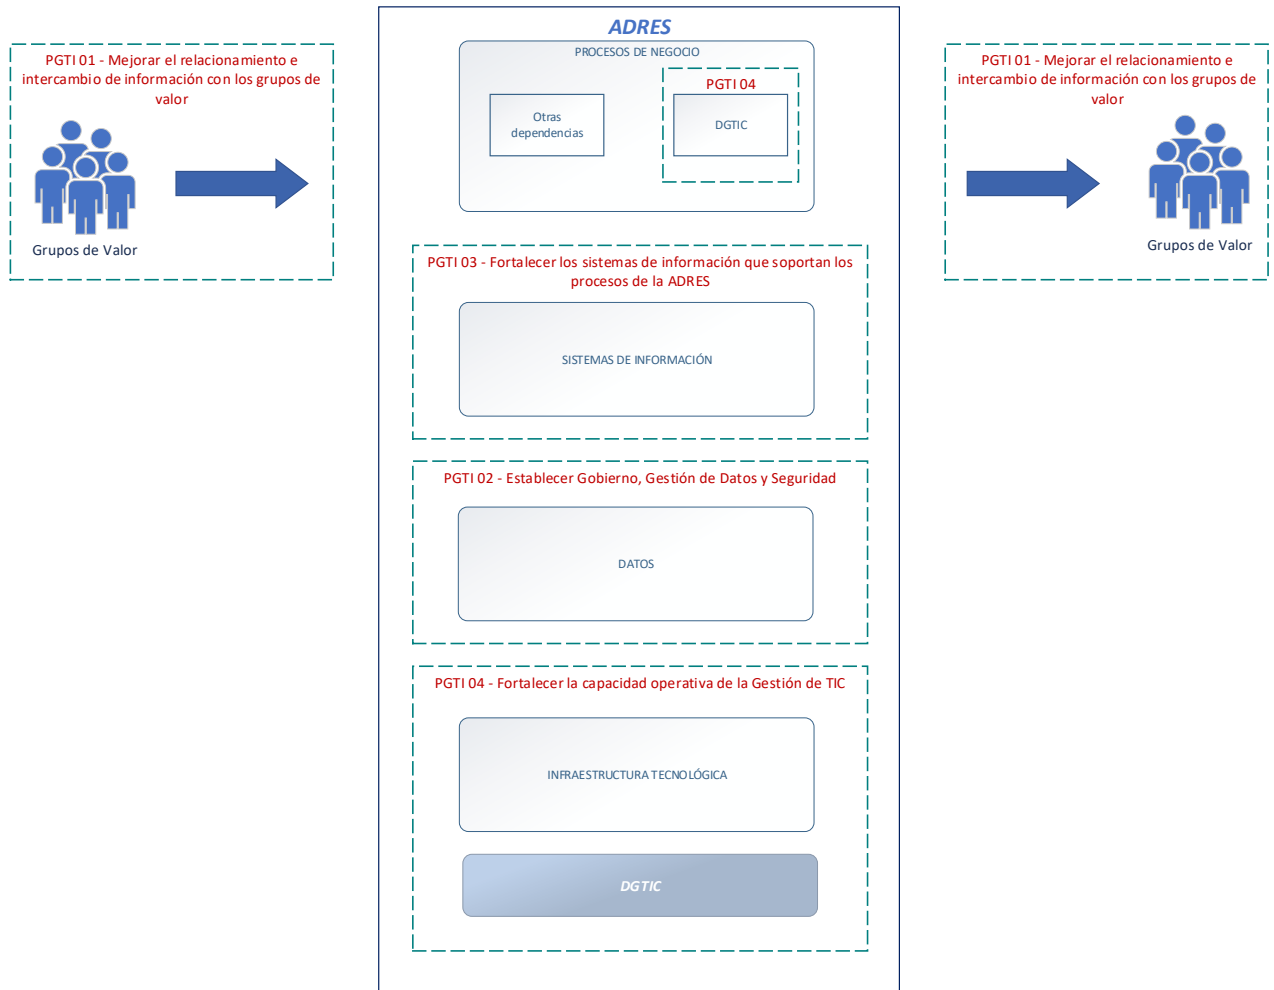 PGTI 01 - Mejorar el relacionamiento e
intercambio de información con los grupos de
valor
Grupos de Valor
ADRES
PROCESOS DE NEGOCIO
Otras
dependencias
PGTI 04
DGTIC
PGTI 03 - Fortalecer los sistemas de información que soportan los
procesos de la ADRES
SISTEMAS DE INFORMACIÓN
PGTI 02 - Establecer Gobierno, Gestión de Datos y Seguridad
DATOS
PGTI 04 - Fortalecer la capacidad operativa de la Gestión de TIC
INFRAESTRUCTURA TECNOLÓGICA
DGTIC
PGTI 01 - Mejorar el relacionamiento e
intercambio de información con los grupos de
valor
Grupos de Valor